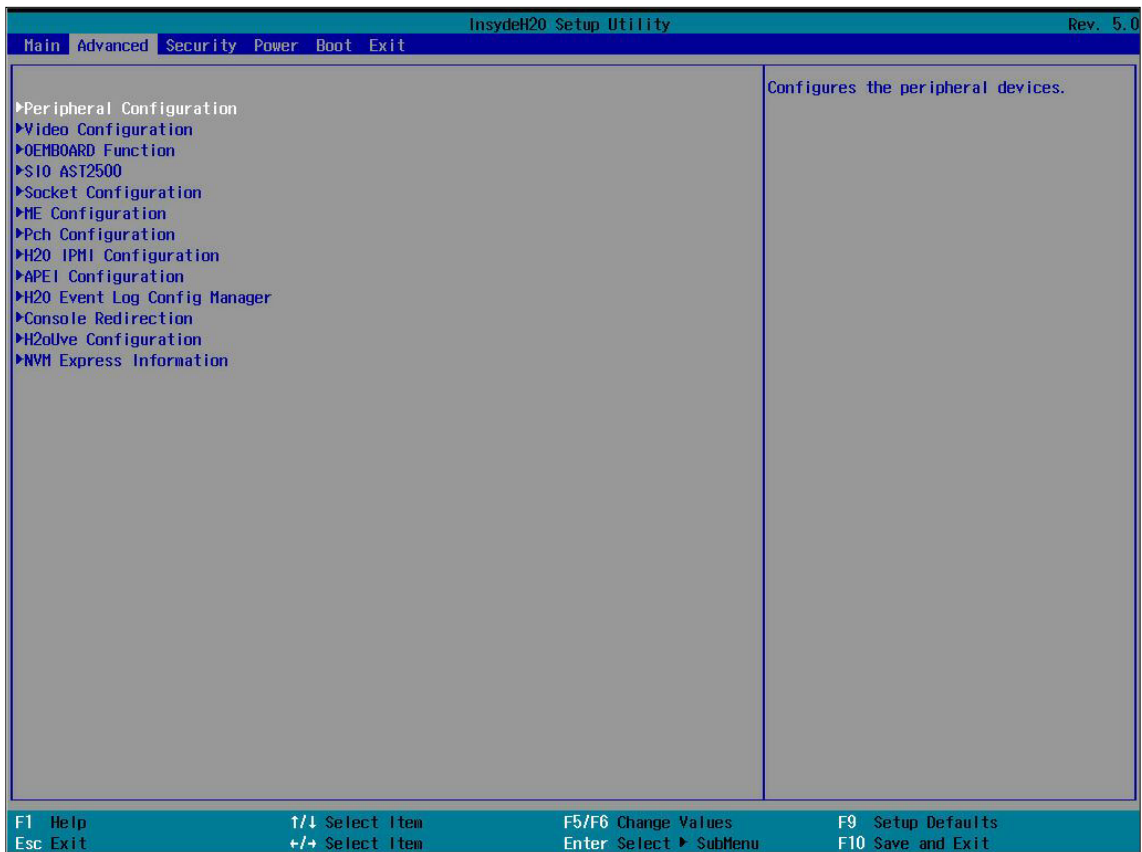 InsydeH20 Setup Utility Rev. 5.0
Main Advanced Security Power Boot Exit
▶Peripheral Configuration
▶Video Configuration
▶OEMBOARD Function
▶SIO AST2500
▶Socket Configuration
▶ME Configuration
▶Pch Configuration
▶H20 IPMI Configuration
▶APEI Configuration
▶H20 Event Log Config Manager
▶Console Redirection
▶H2oUve Configuration
▶NVM Express Information
Configures the peripheral devices.
F1 Help ↑/↓ Select Item F5/F6 Change Values F9 Setup Defaults
Esc Exit ←/→ Select Item Enter Select ▶ SubMenu F10 Save and Exit